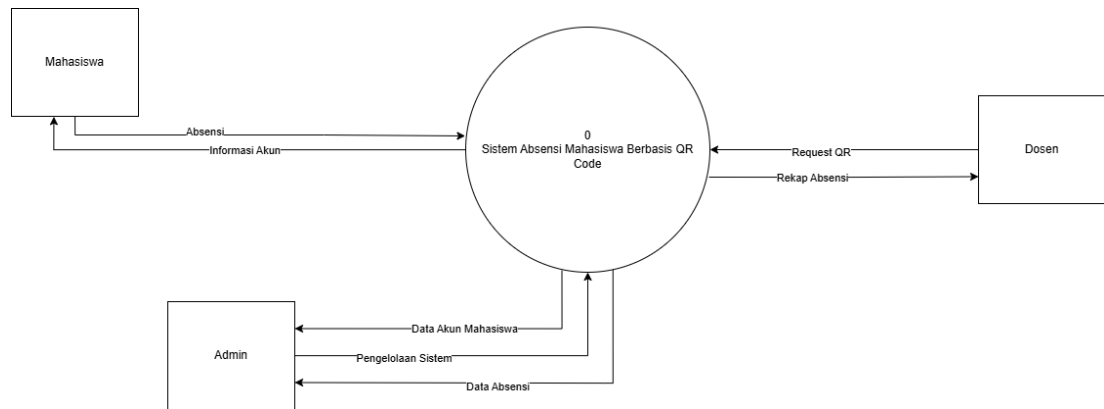 Mahasiswa
Absensi
Informasi Akun
0
Sistem Absensi Mahasiswa Berbasis QR
Code
Request QR
Rekap Absensi
Dosen
Data Akun Mahasiswa
Admin
Pengelolaan Sistem
Data Absensi